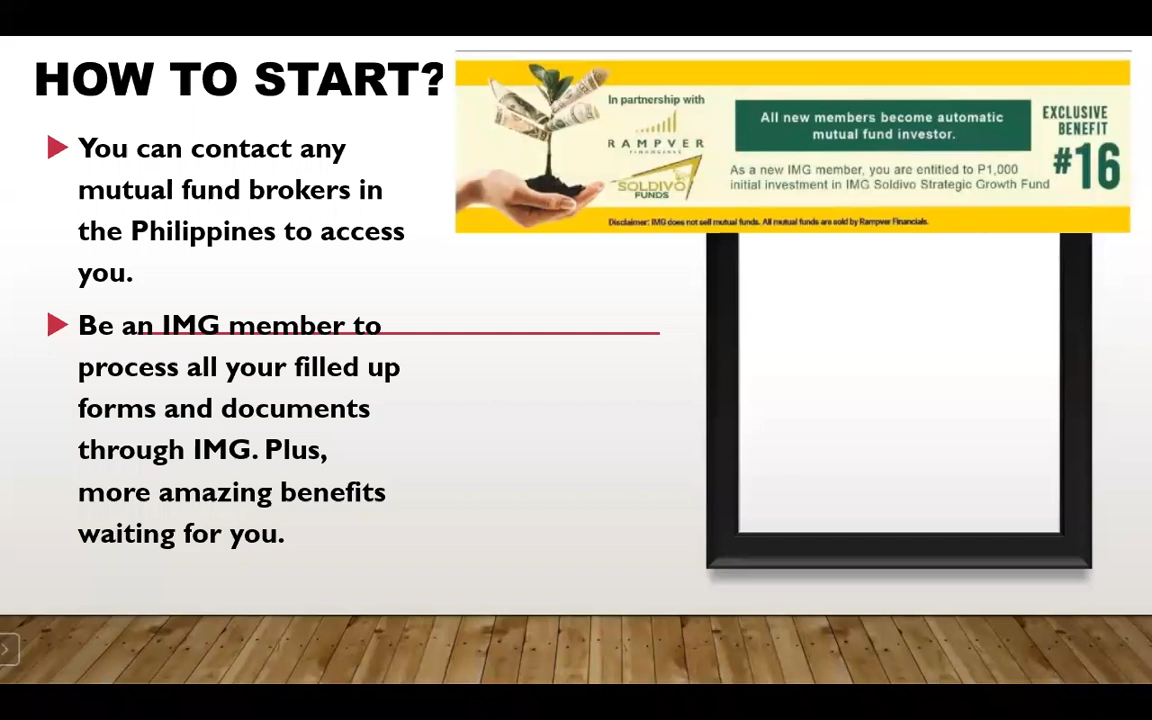 HOW TO START?
You can contact any
mutual fund brokers in
the Philippines to access
you.
Be an IMG member to
process all your filled up
forms and documents
through IMG. Plus,
more amazing benefits
waiting for you.
In partnership with
RAMPVER
FINANCIALS
SOLDIVO
FUNDS
All new members become automatic
mutual fund investor.
As a new IMG member, you are entitled to P1,000
initial investment in IMG Soldivo Strategic Growth Fund
EXCLUSIVE
BENEFIT
#16
Disclaimer: IMG does not sell mutual funds. All mutual funds are sold by Rampver Financials.